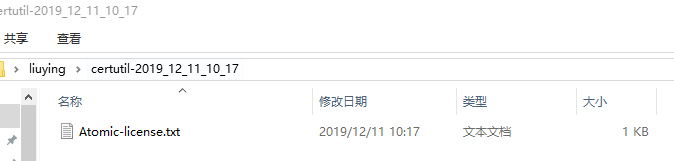 certutil-2019_12_11_10_17
共享 查看
liuying certutil-2019_12_11_10_17
名称 修改日期 类型 大小
Atomic-license.txt 2019/12/11 10:17 文本文档 1 KB